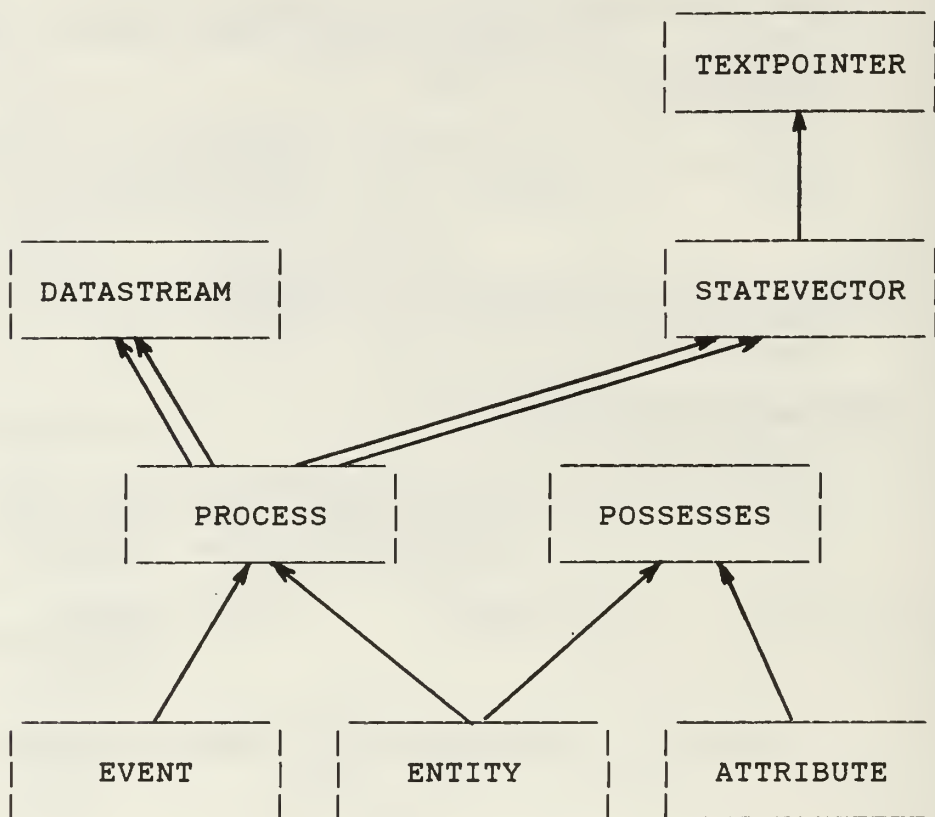 TEXTPOINTER
DATASTREAM
STATEVECTOR
PROCESS
POSSESSES
EVENT
ENTITY
ATTRIBUTE